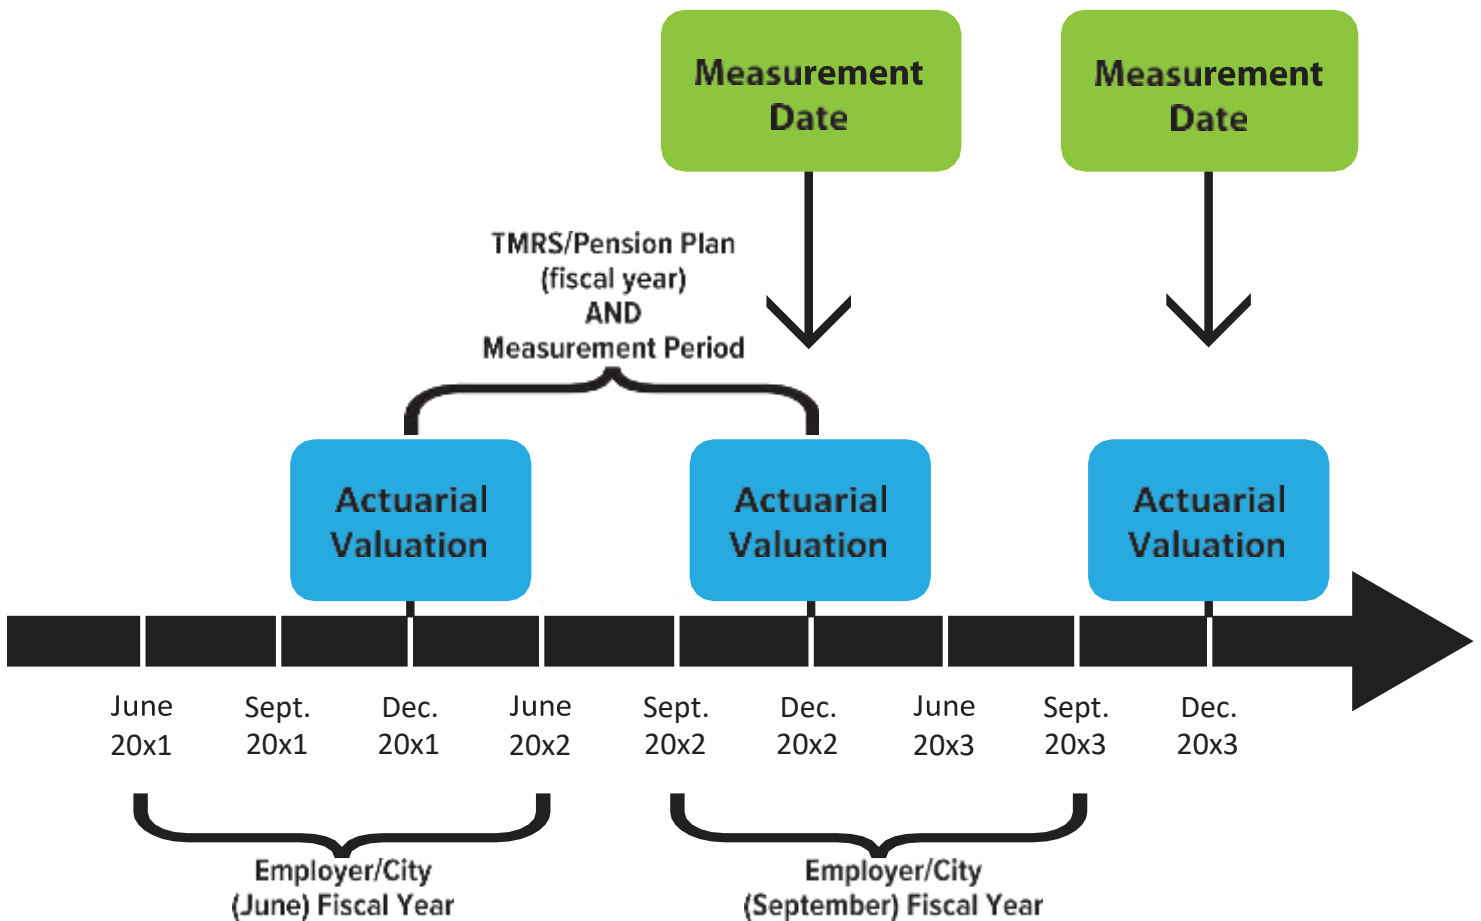 Measurement
Date
Measurement
Date
TMRS/Pension Plan
(fiscal year)
AND
Measurement Period
Actuarial
Valuation
Actuarial
Valuation
Actuarial
Valuation
June
20x1
Sept.
20x1
Dec.
20x1
June
20x2
Sept.
20x2
Dec.
20x2
June
20x3
Sept.
20x3
Dec.
20x3
Employer/City
(June) Fiscal Year
Employer/City
(September) Fiscal Year